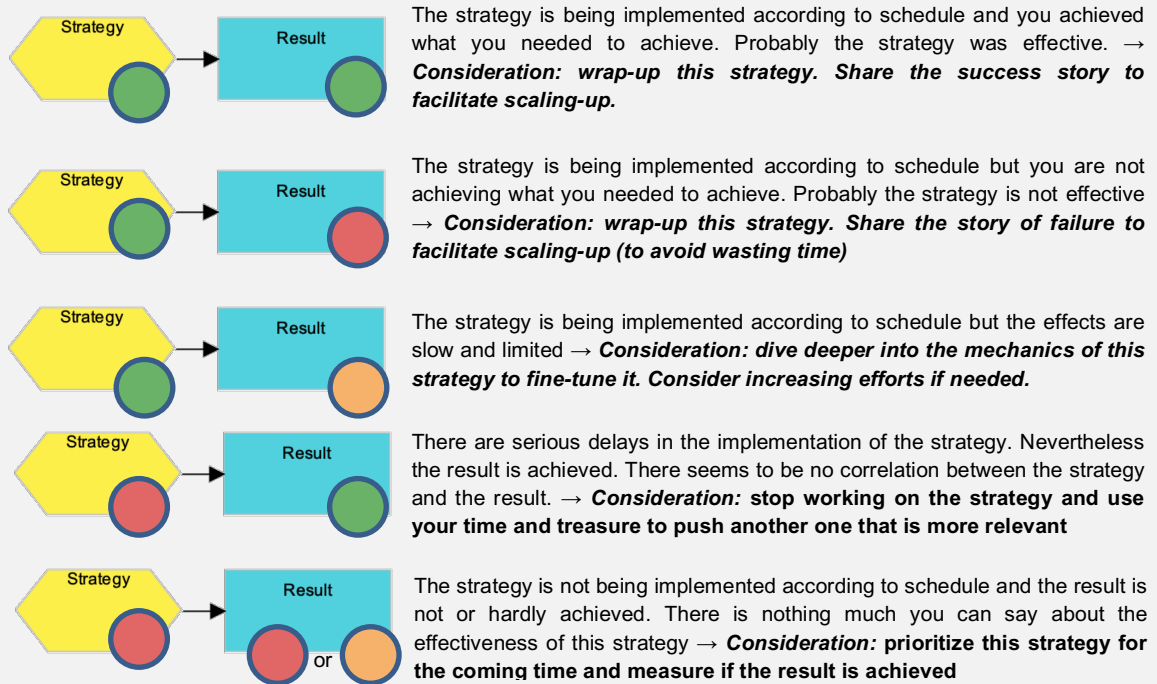 Strategy
Result
The strategy is being implemented according to schedule and you achieved
what you needed to achieve. Probably the strategy was effective. →
Consideration: wrap-up this strategy. Share the success story to
facilitate scaling-up.
Strategy
Result
The strategy is being implemented according to schedule but you are not
achieving what you needed to achieve. Probably the strategy is not effective
→ Consideration: wrap-up this strategy. Share the story of failure to
facilitate scaling-up (to avoid wasting time)
Strategy
Result
The strategy is being implemented according to schedule but the effects are
slow and limited → Consideration: dive deeper into the mechanics of this
strategy to fine-tune it. Consider increasing efforts if needed.
Strategy
Result
There are serious delays in the implementation of the strategy. Nevertheless
the result is achieved. There seems to be no correlation between the strategy
and the result. → Consideration: stop working on the strategy and use
your time and treasure to push another one that is more relevant
Strategy
Result
or
The strategy is not being implemented according to schedule and the result is
not or hardly achieved. There is nothing much you can say about the
effectiveness of this strategy → Consideration: prioritize this strategy for
the coming time and measure if the result is achieved